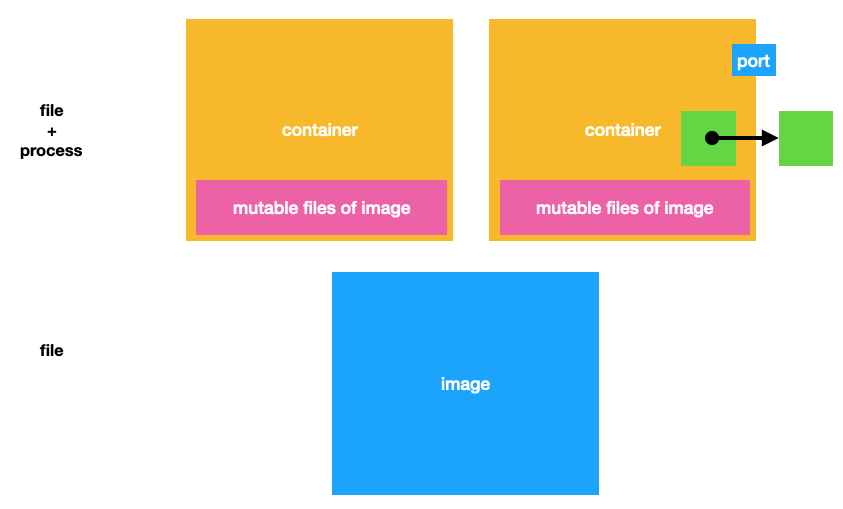 port
file
+
process
container
container
mutable files of image
mutable files of image
file
image